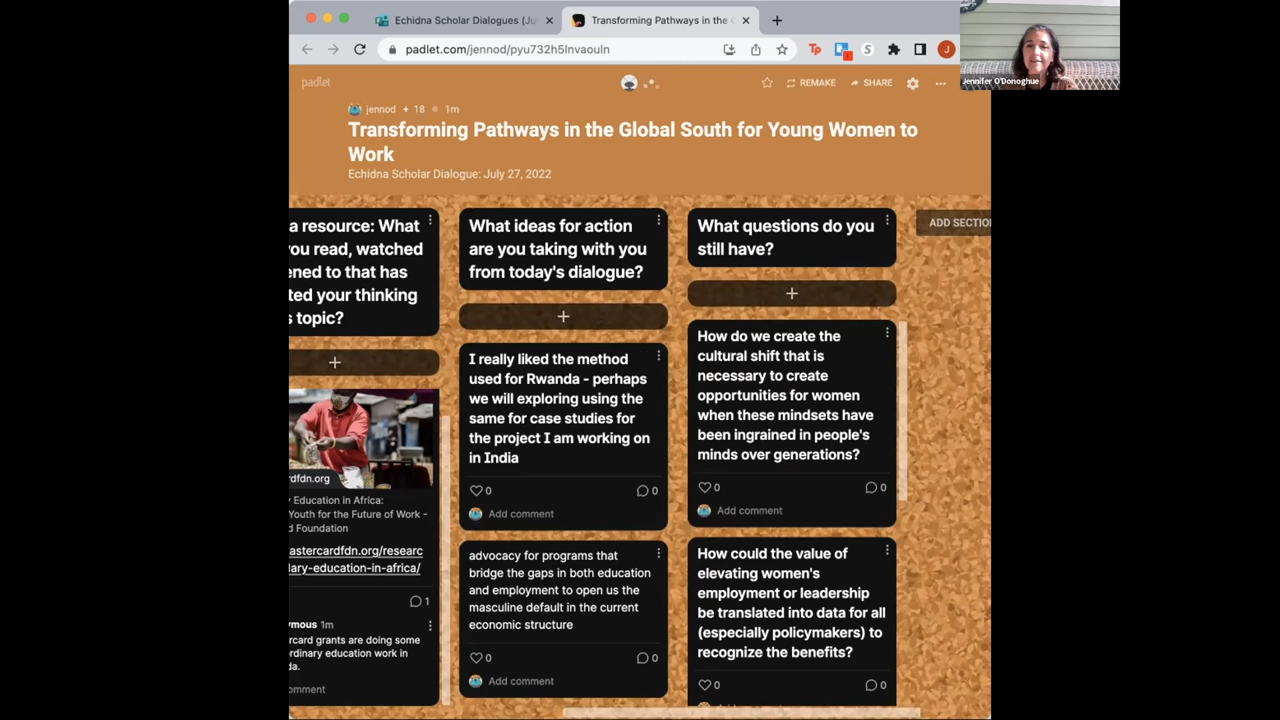 Echidna Scholar Dialogues (Ju
Transforming Pathways in the
padlet.com/jennod/pyu732h5lnvaouln
Tp
1
S
J
Jennifer O'Donoghue
padlet
REMAKE
SHARE
jennod + 18 1m
Transforming Pathways in the Global South for Young Women to
Work
Echidna Scholar Dialogue: July 27, 2022
a resource: What
ou read, watched
ened to that has
ted your thinking
s topic?
rdfdn.org
y Education in Africa:
Youth for the Future of Work -
d Foundation
astercardfdn.org/researc
lary-education-in-africa/
1
ymous 1m
rcard grants are doing some
rdinary education work in
da.
omment
What ideas for action
are you taking with you
from today's dialogue?
I really liked the method
used for Rwanda - perhaps
we will exploring using the
same for case studies for
the project I am working on
in India
0
0
Add comment
advocacy for programs that
bridge the gaps in both education
and employment to open us the
masculine default in the current
economic structure
0
0
Add comment
What questions do you
still have?
How do we create the
cultural shift that is
necessary to create
opportunities for women
when these mindsets have
been ingrained in people's
minds over generations?
0
0
Add comment
How could the value of
elevating women's
employment or leadership
be translated into data for all
(especially policymakers) to
recognize the benefits?
0
0
ADD SECTIO